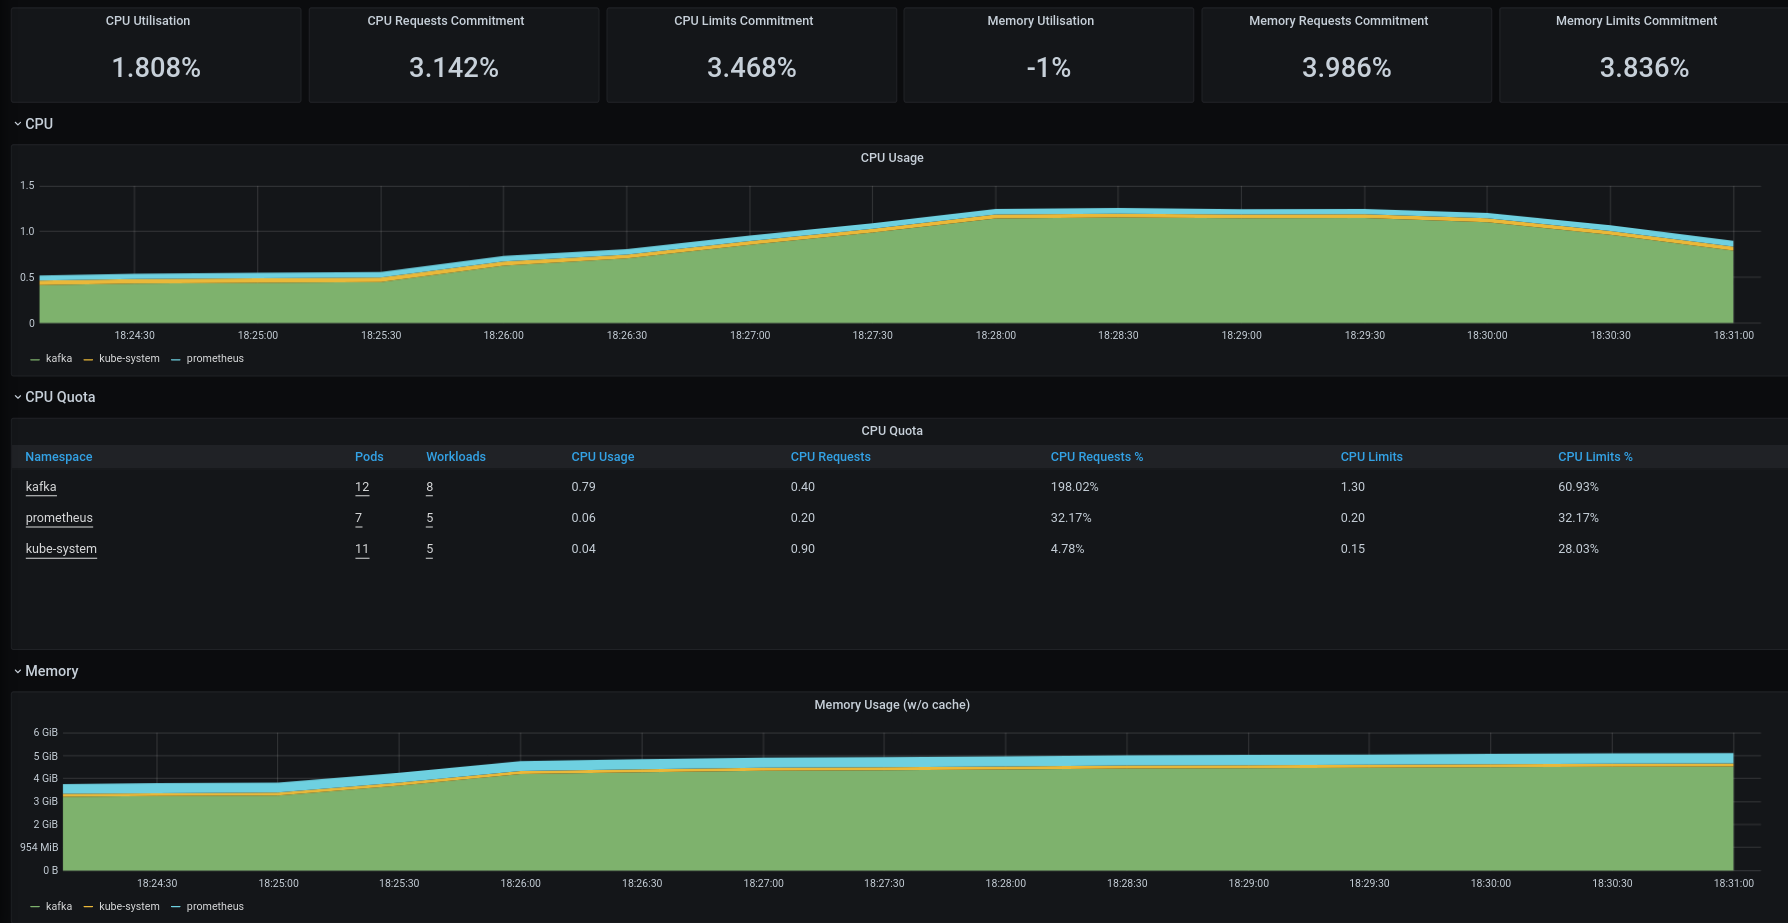 CPU Utilisation CPU Requests Commitment CPU Limits Commitment Memory Utilisation Memory Requests Commitment Memory Limits Commitment
1.808% 3.142% 3.468% -1% 3.986% 3.836%
CPU
CPU Usage
1.5
1.0
0.5
0
18:24:30 18:25:00 18:25:30 18:26:00 18:26:30 18:27:00 18:27:30 18:28:00 18:28:30 18:29:00 18:29:30 18:30:00 18:30:30 18:31:00
kafka kube-system prometheus
CPU Quota
CPU Quota
Namespace Pods Workloads CPU Usage CPU Requests CPU Requests % CPU Limits CPU Limits %
kafka 12 8 0.79 0.40 198.02% 1.30 60.93%
prometheus 7 5 0.06 0.20 32.17% 0.20 32.17%
kube-system 11 5 0.04 0.90 4.78% 0.15 28.03%
Memory
Memory Usage (w/o cache)
6 GiB
5 GiB
4 GiB
3 GiB
2 GiB
954 MiB
0 B
18:24:30 18:25:00 18:25:30 18:26:00 18:26:30 18:27:00 18:27:30 18:28:00 18:28:30 18:29:00 18:29:30 18:30:00 18:30:30 18:31:00
kafka kube-system prometheus